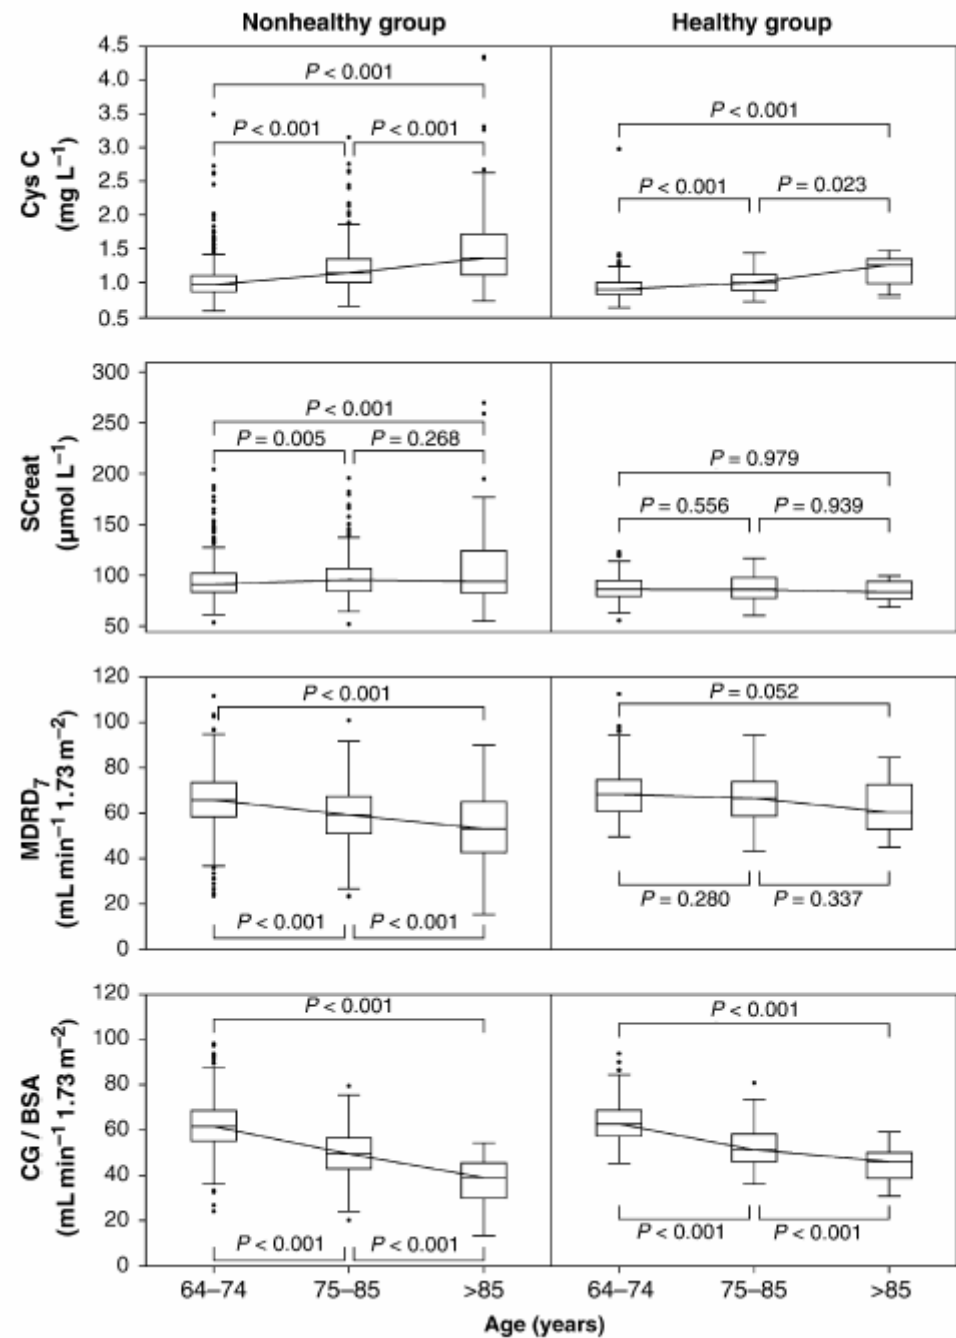 Nonhealthy group
Healthy group
Cys C
(mg L⁻¹)
4.5
4.0
3.5
3.0
2.5
2.0
1.5
1.0
0.5
P < 0.001
P < 0.001
P < 0.001
P < 0.001
P < 0.001
P = 0.023
SCreat
(µmol L⁻¹)
300
250
200
150
100
50
P < 0.001
P = 0.005
P = 0.268
P = 0.979
P = 0.556
P = 0.939
MDRD₇
(mL min⁻¹ 1.73 m⁻²)
120
100
80
60
40
20
0
P < 0.001
P < 0.001
P < 0.001
P = 0.052
P = 0.280
P = 0.337
CG / BSA
(mL min⁻¹ 1.73 m⁻²)
120
100
80
60
40
20
0
P < 0.001
P < 0.001
P < 0.001
P < 0.001
P < 0.001
P < 0.001
64–74
75–85
>85
64–74
75–85
>85
Age (years)